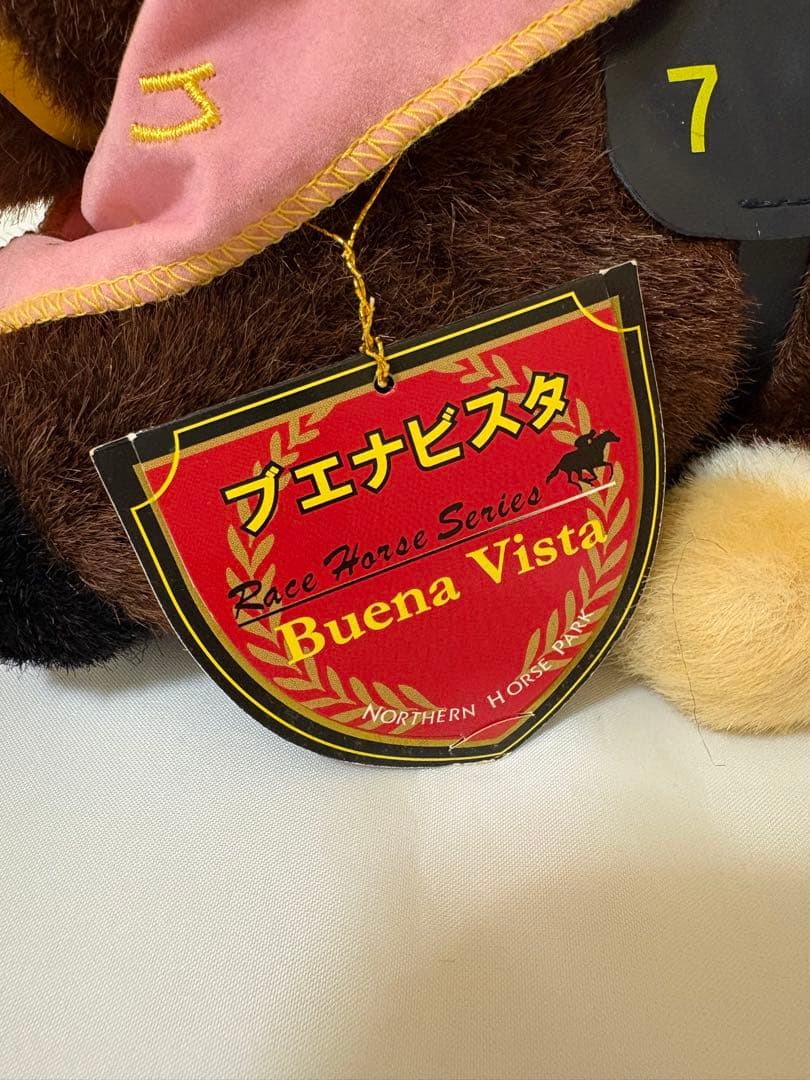 7
ブエナビスタ
Race Horse Series
Buena Vista
NORTHERN HORSE PARK